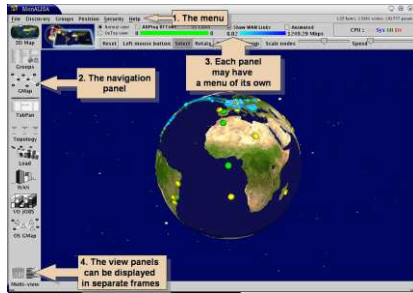 MonALISA
File Discovery Groups Position Security Help
1. The menu
3D Map
Show WAN Links
Animated
CPU :
Sys
Reset Left mouse button: Select Rotate
Scale nodes
Speed
Groups
GMap
2. The navigation
panel
3. Each panel
may have
a menu of its own
TabPan
Topology
Load
WAN
VO JOBS
OS GMap
4. The view panels
can be displayed
in separate frames
Multi-view